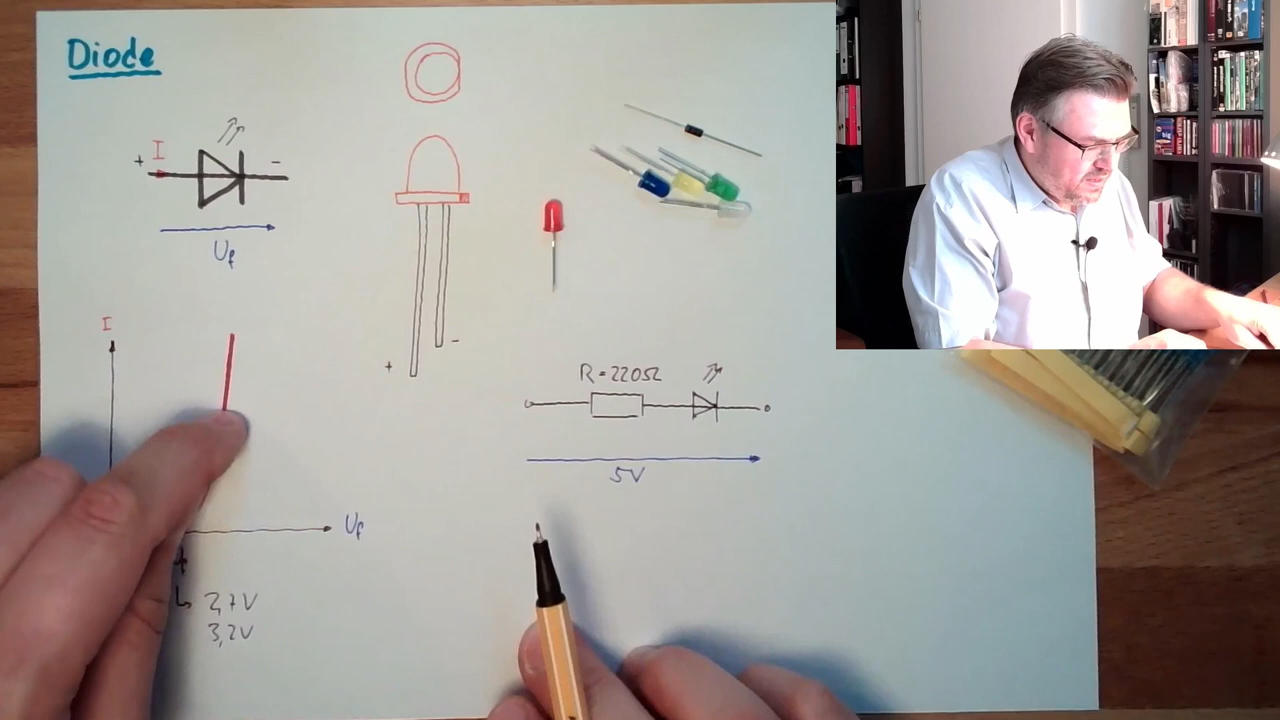 Diode
I
+ -
Uf
I
Uf
2,7V
3,2V
+
-
R=220Ω
5V